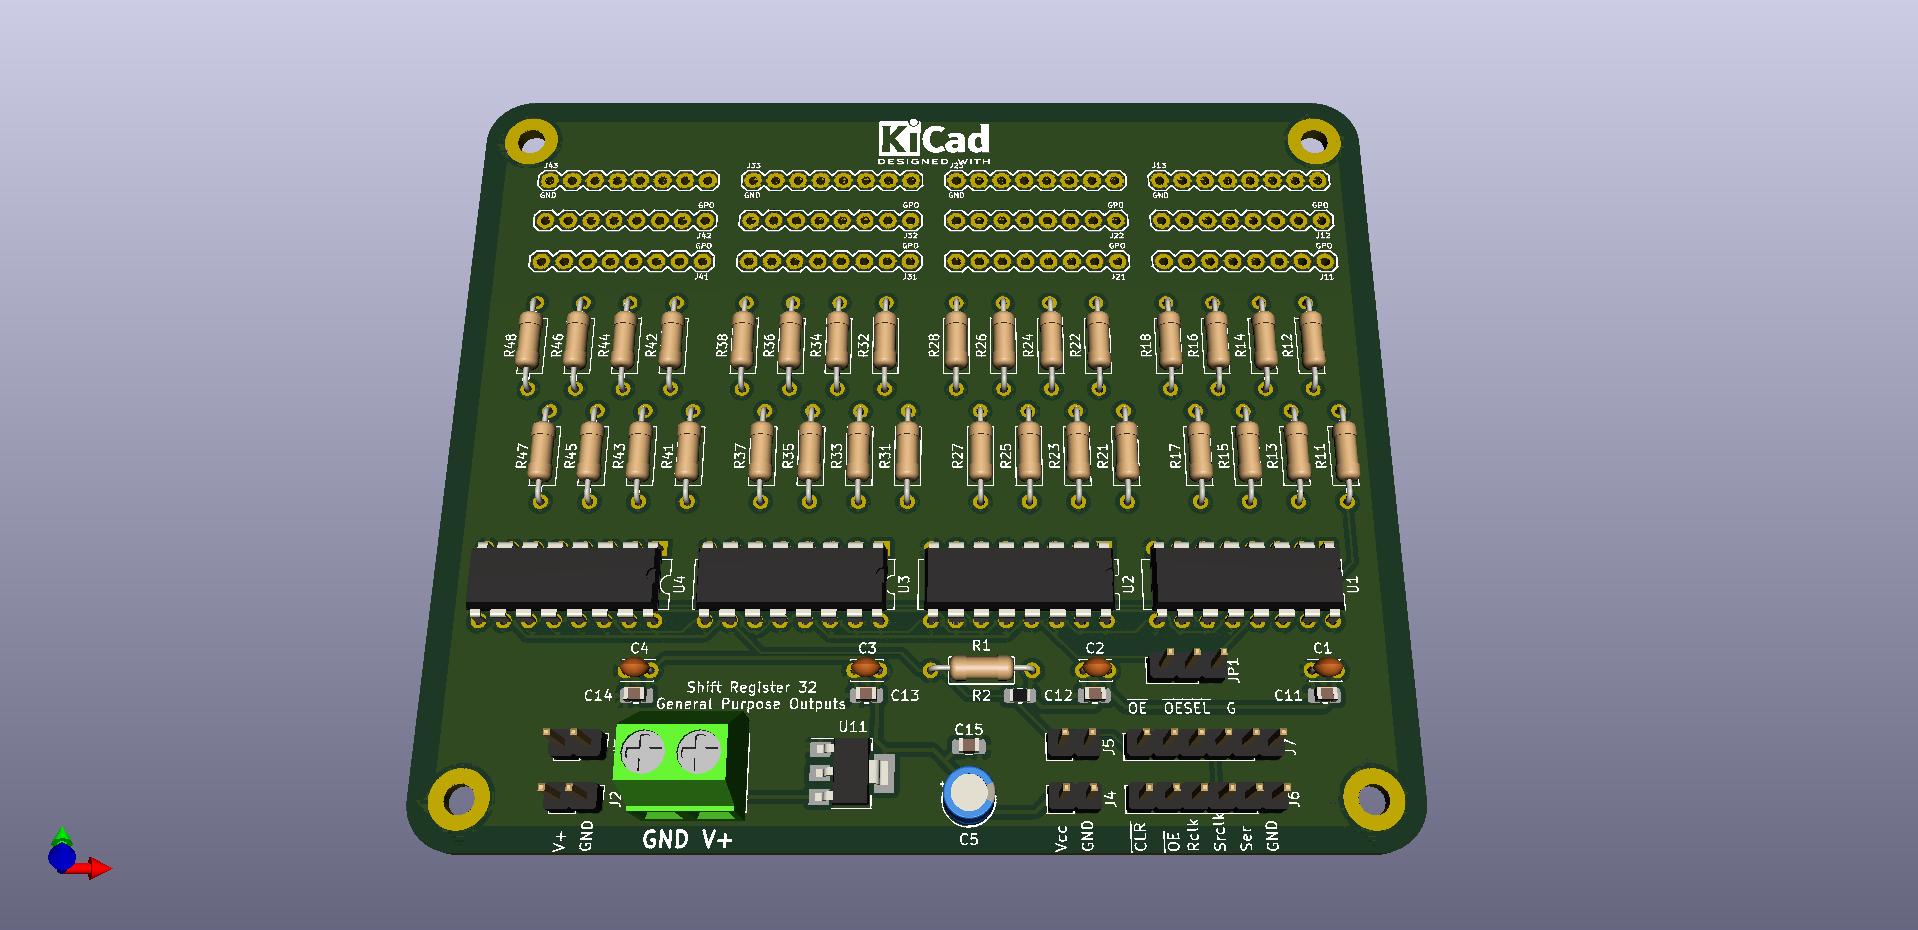 KiCad
DESIGNED WITH
J43 J33 J23 J13
GND GND GND GND
GPO GPO GPO GPO
J42 J32 J22 J12
GPO GPO GPO GPO
J41 J31 J21 J11
R48 R46 R44 R42 R38 R36 R34 R32 R28 R26 R24 R22 R18 R16 R14 R12
R47 R45 R43 R41 R37 R35 R33 R31 R27 R25 R23 R21 R17 R15 R13 R11
U4 U3 U2 U1
C4 C3 R1 C2 C1
JP1
C14 C13 R2 C12 C11
Shift Register 32
General Purpose Outputs
OE OESEL G
U11 C15
J5 J7
J2 J4 J6
V+ GND
GND V+
C5
Vcc GND
CLR OE Rclk Srclk Ser GND